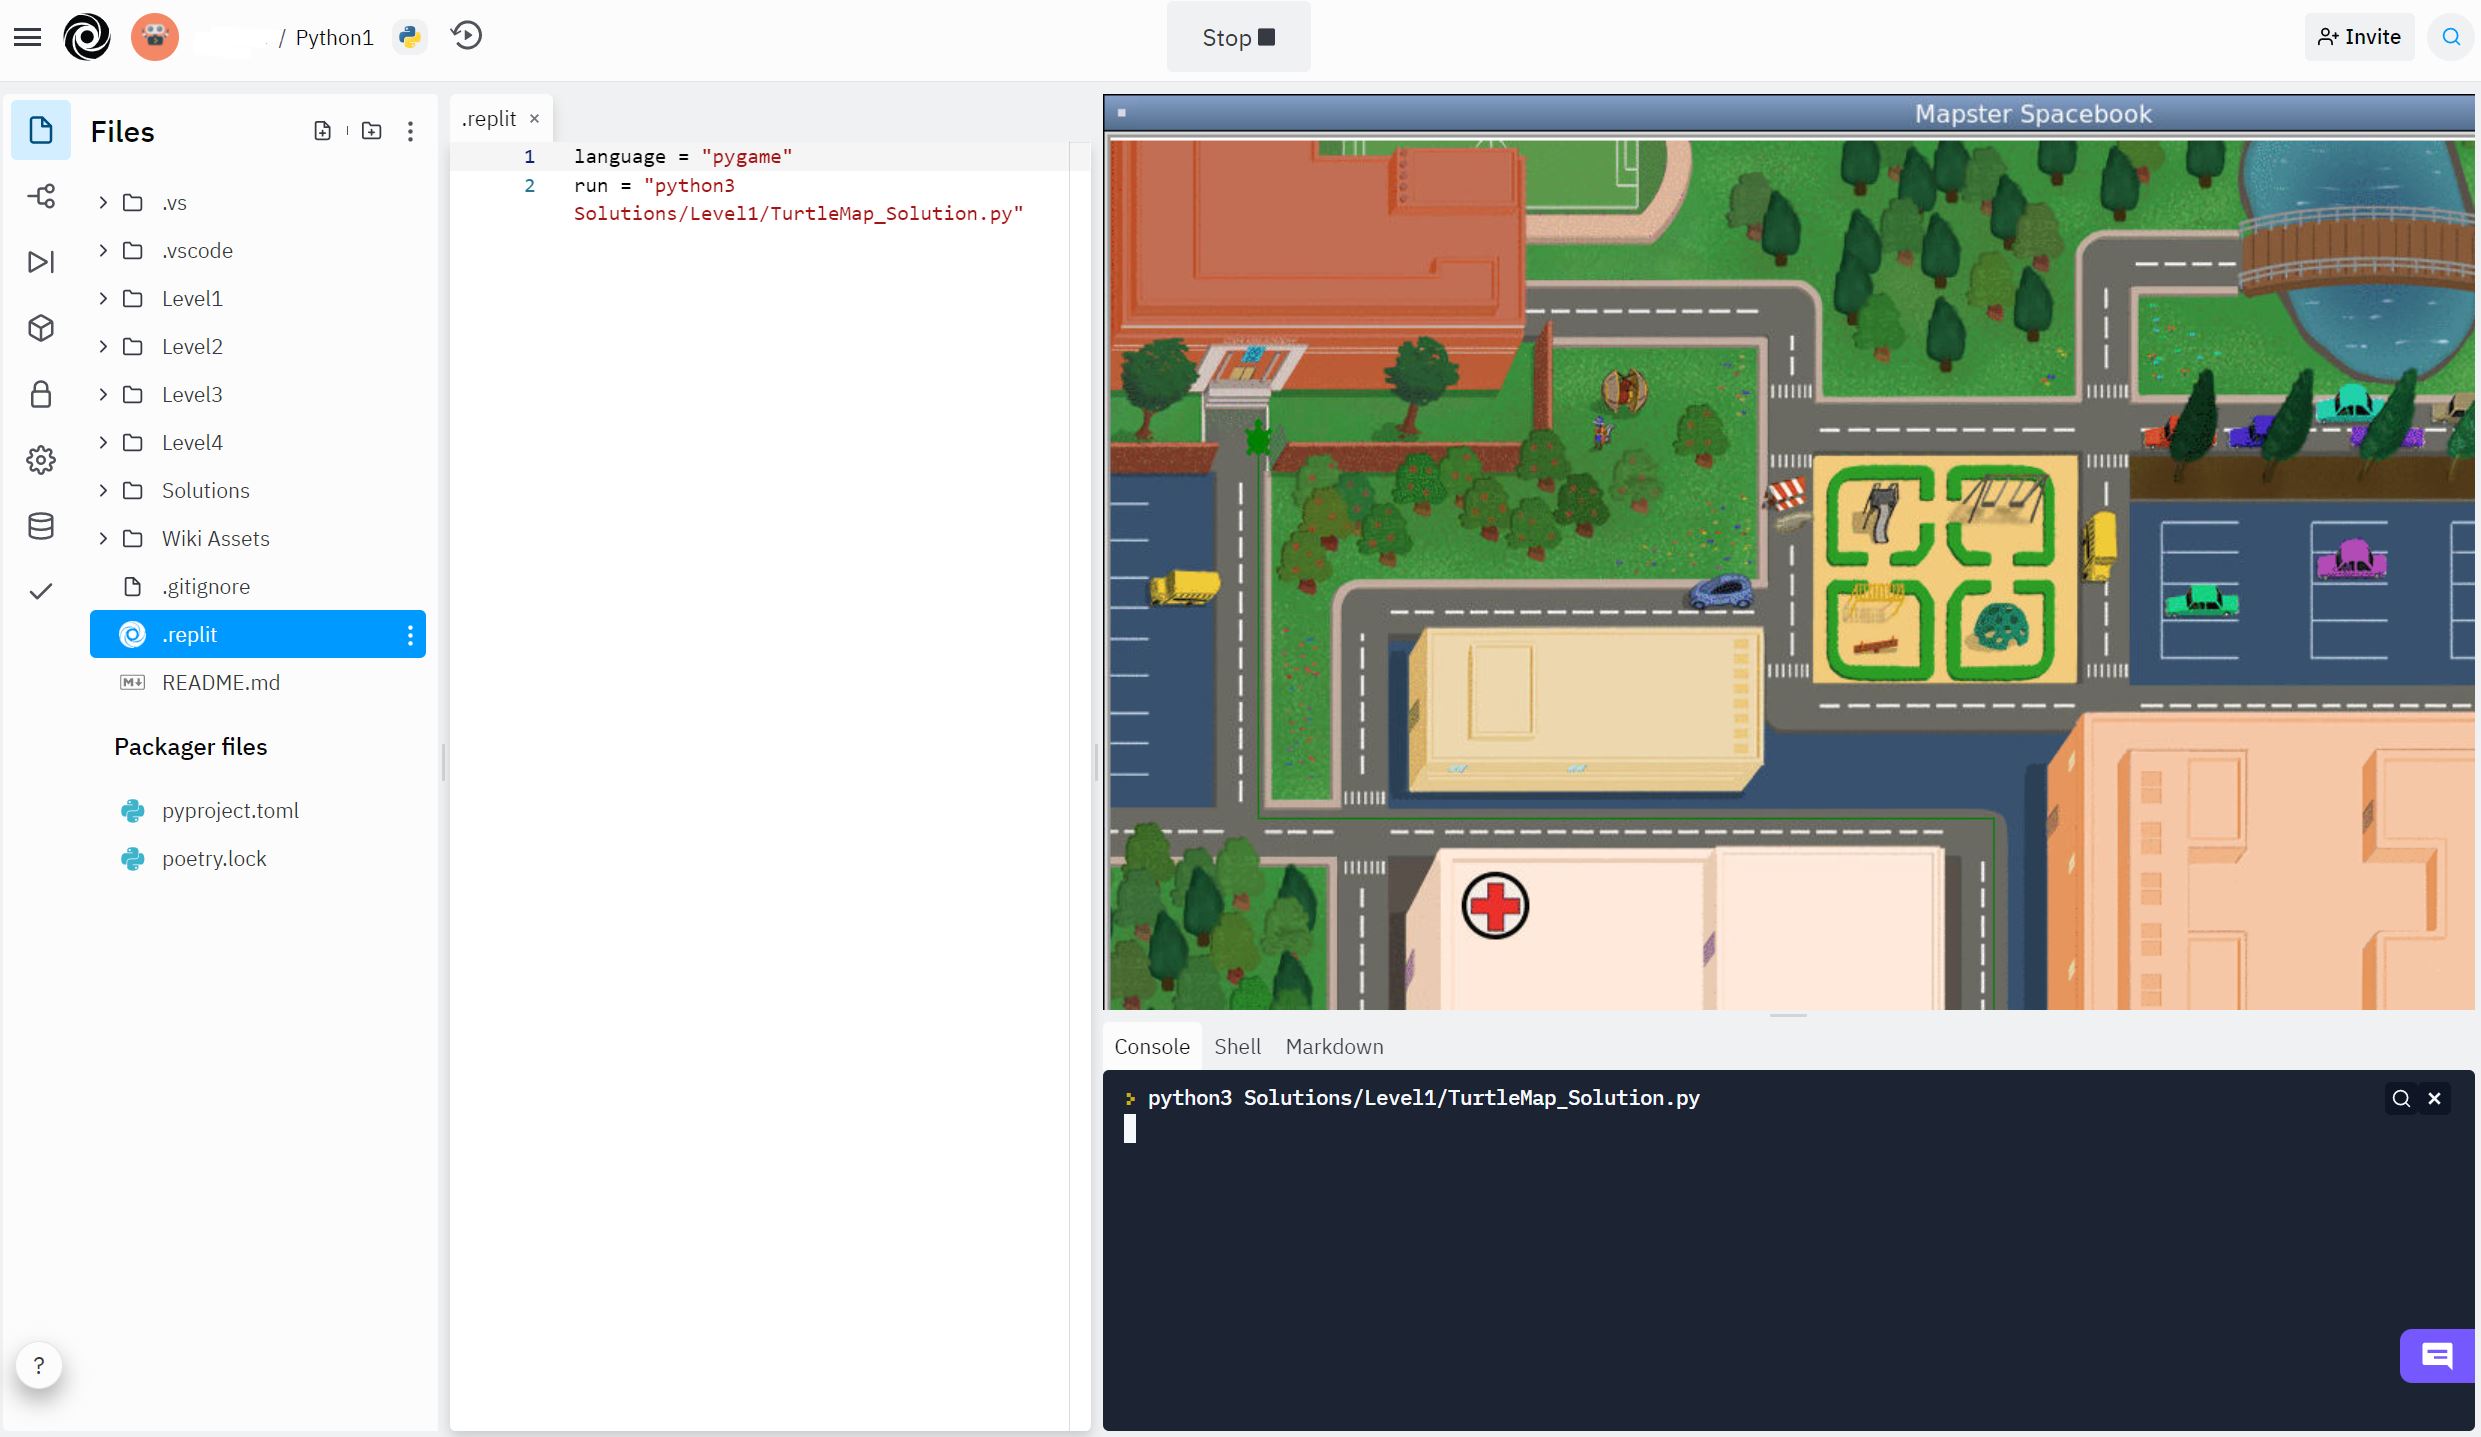 / Python1
Stop
Invite
Files
.vs
.vscode
Level1
Level2
Level3
Level4
Solutions
Wiki Assets
.gitignore
.replit
README.md
Packager files
pyproject.toml
poetry.lock
?
.replit ×
1 language = "pygame"
2 run = "python3
Solutions/Level1/TurtleMap_Solution.py"
Mapster Spacebook
Console Shell Markdown
python3 Solutions/Level1/TurtleMap_Solution.py